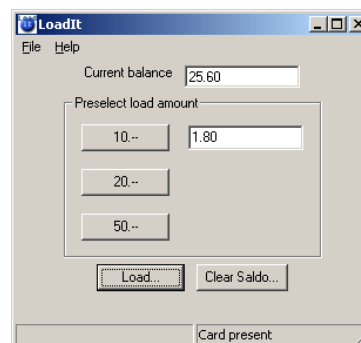 LoadIt
File Help
Current balance 25.60
Preselect load amount
10.-- 1.80
20.--
50.--
Load... Clear Saldo...
Card present